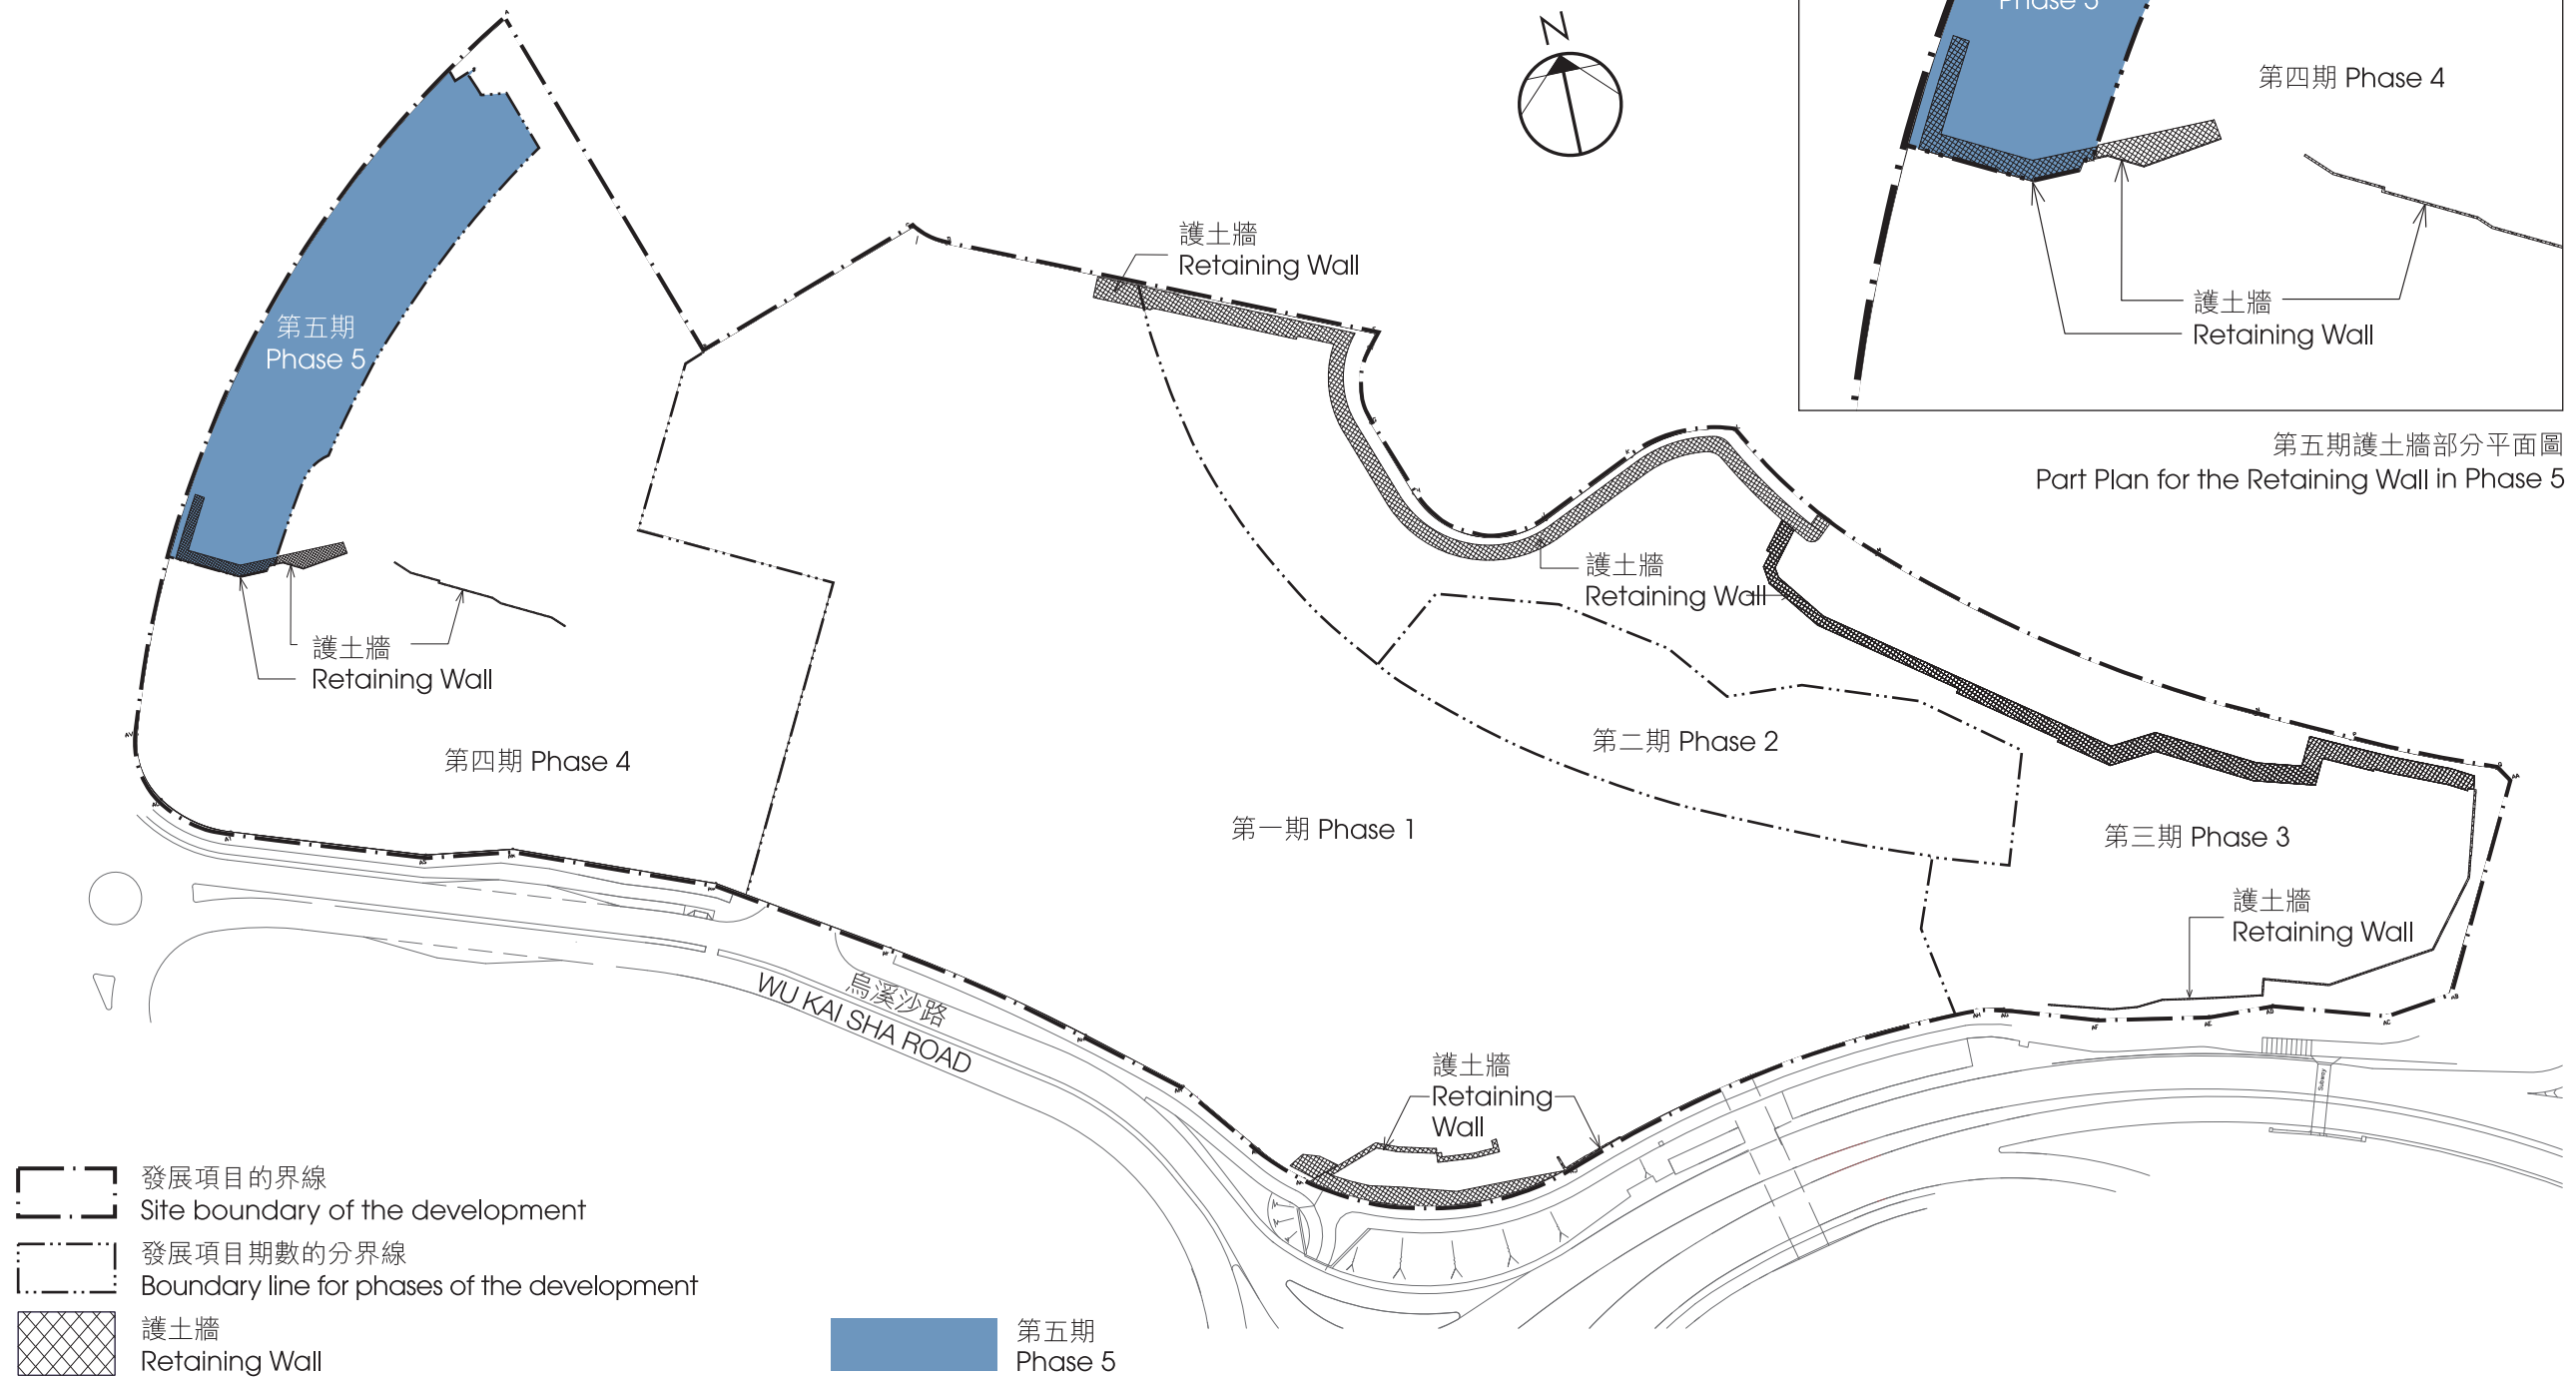 N
Phase 5
第四期 Phase 4
護土牆
Retaining Wall
第五期護土牆部分平面圖
Part Plan for the Retaining Wall in Phase 5
護土牆
Retaining Wall
第五期
Phase 5
護土牆
Retaining Wall
護土牆
Retaining Wall
第四期 Phase 4
第二期 Phase 2
第一期 Phase 1
第三期 Phase 3
護土牆
Retaining Wall
烏溪沙路
WU KAI SHA ROAD
護土牆
Retaining
Wall
Subway
發展項目的界線
Site boundary of the development
發展項目期數的分界線
Boundary line for phases of the development
護土牆
Retaining Wall
第五期
Phase 5